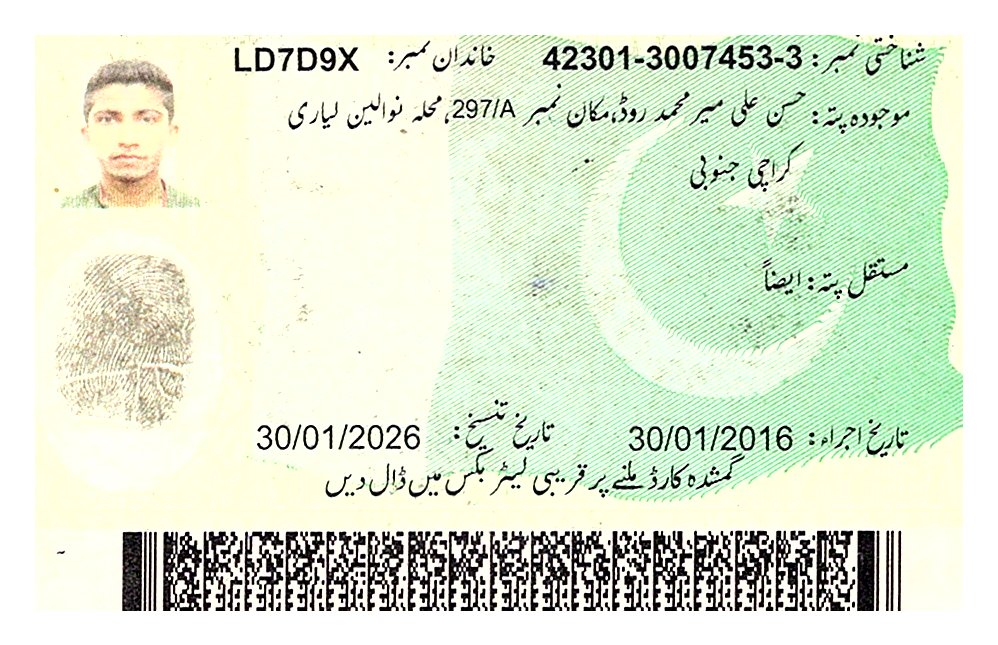 شناختی نمبر: 42301-3007453-3 خاندان نمبر: LD7D9X
موجودہ پتہ: حسن علی میر محمد روڈ،مکان نمبر 297/A، محلہ نوالین لیاری
کراچی جنوبی
مستقل پتہ: ایضاً
تاریخ اجراء: 30/01/2016 تاریخ تنسیخ: 30/01/2026
گمشدہ کارڈ ملنے پر قریبی لیٹر بکس میں ڈال دیں